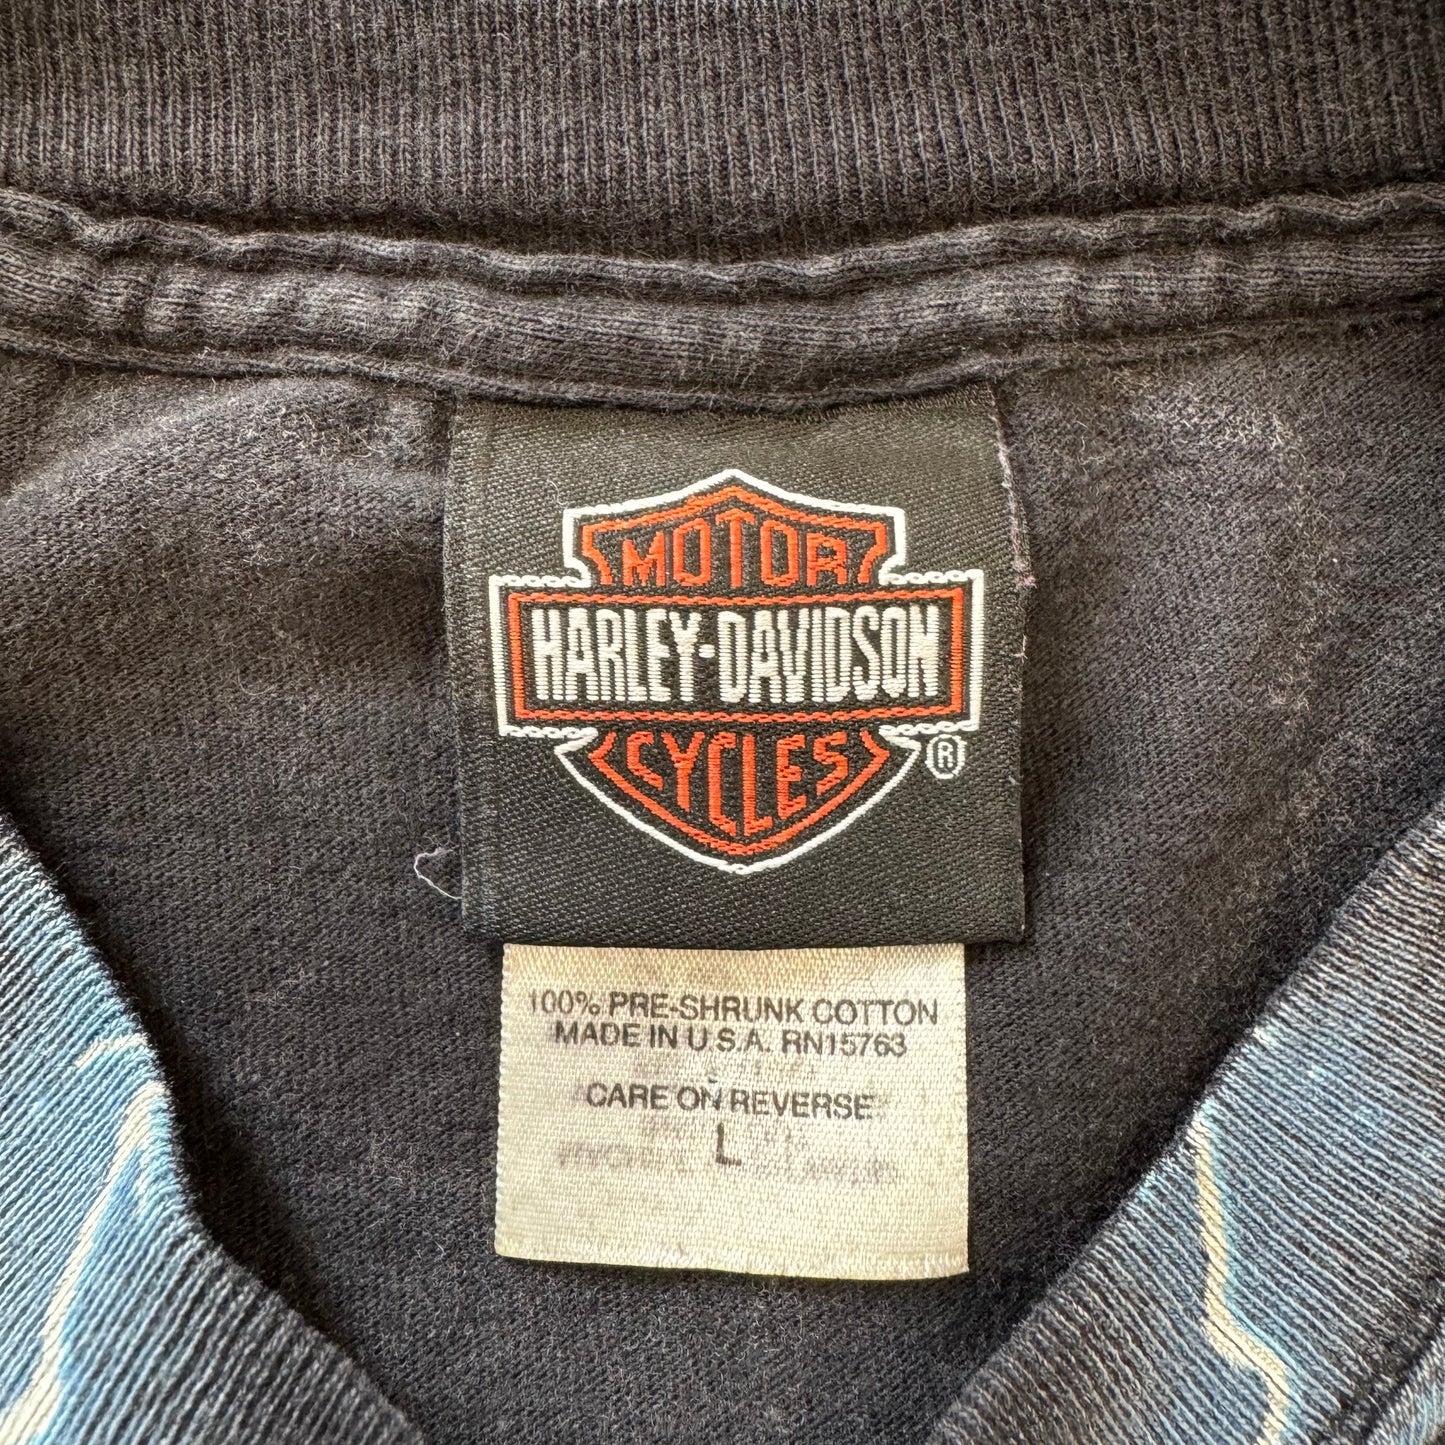 MOTOR
HARLEY-DAVIDSON
CYCLES
®
100% PRE-SHRUNK COTTON
MADE IN U.S.A. RN15763
CARE ON REVERSE
L